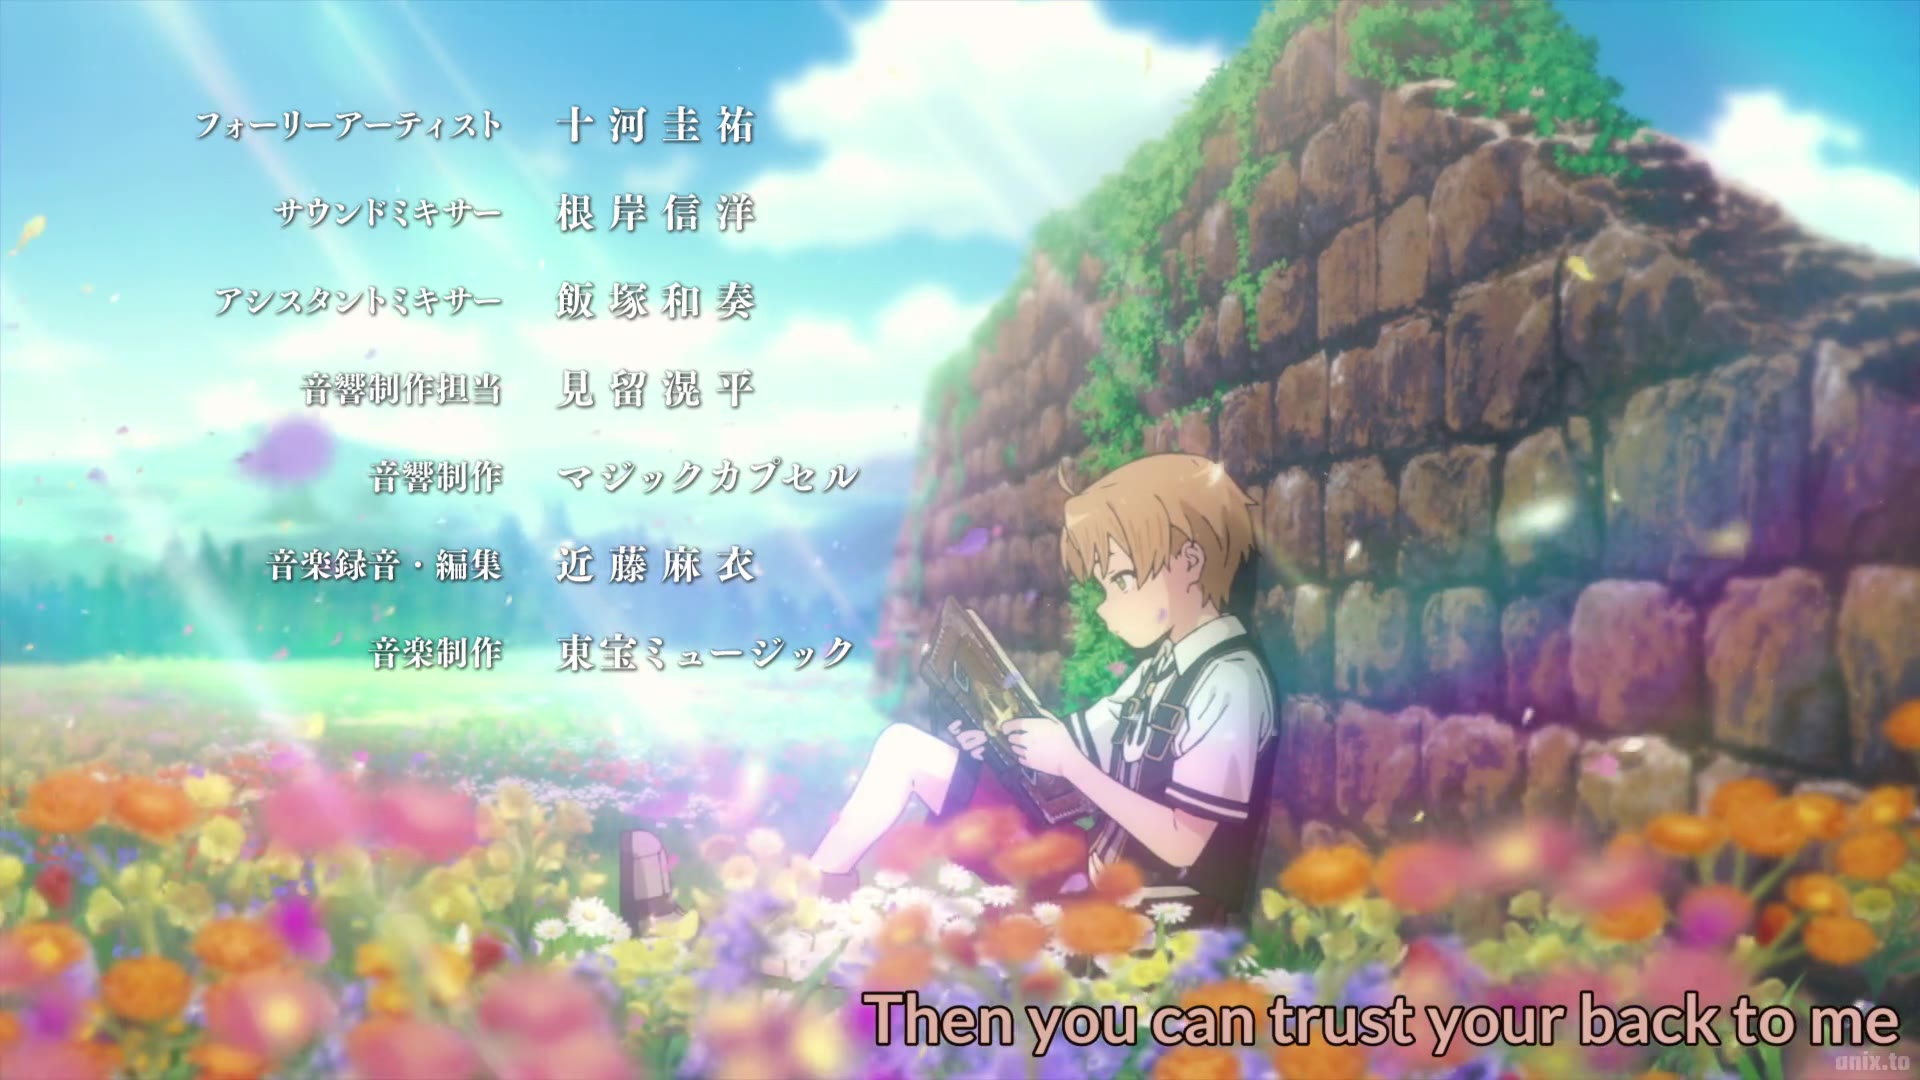 フォーリーアーティスト 十河圭祐
サウンドミキサー 根岸信洋
アシスタントミキサー 飯塚和奏
音響制作担当 見留滉平
音響制作 マジックカプセル
音楽録音・編集 近藤麻衣
音楽制作 東宝ミュージック
Then you can trust your back to me
anix.to